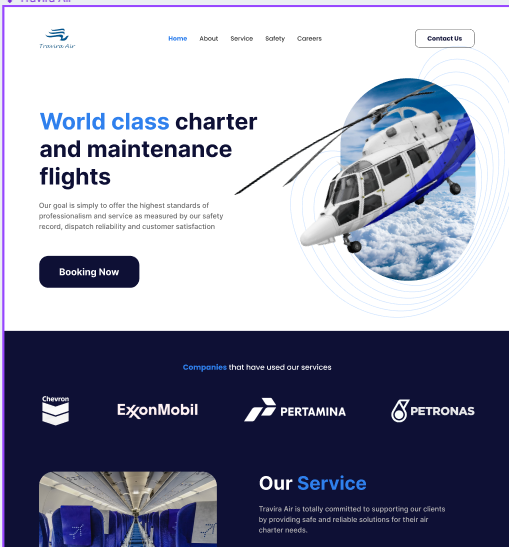 Travira Air
Travira Air
Home About Service Safety Careers Contact Us
World class charter
and maintenance
flights
Our goal is simply to offer the highest standards of
professionalism and service as measured by our safety
record, dispatch reliability and customer satisfaction
Booking Now
Companies that have used our services
Chevron
ExxonMobil
PERTAMINA
PETRONAS
Our Service
Travira Air is totally committed to supporting our clients
by providing safe and reliable solutions for their air
charter needs.